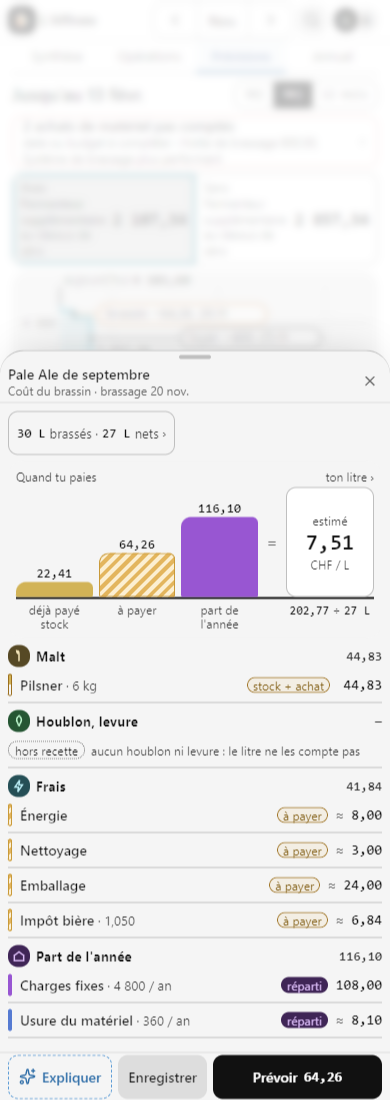 Pale Ale de septembre
Coût du brassin · brassage 20 nov.
×
30 L brassés · 27 L nets ›
Quand tu paies
ton litre ›
22,41
64,26
116,10
=
estimé
7,51
CHF / L
déjà payé
stock
à payer
part de
l'année
202,77 ÷ 27 L
Malt 44,83
Pilsner · 6 kg stock + achat 44,83
Houblon, levure –
hors recette aucun houblon ni levure : le litre ne les compte pas
Frais 41,84
Énergie à payer ≈ 8,00
Nettoyage à payer ≈ 3,00
Emballage à payer ≈ 24,00
Impôt bière · 1,050 à payer ≈ 6,84
Part de l'année 116,10
Charges fixes · 4 800 / an réparti 108,00
Usure du matériel · 360 / an réparti ≈ 8,10
Expliquer
Enregistrer
Prévoir 64,26